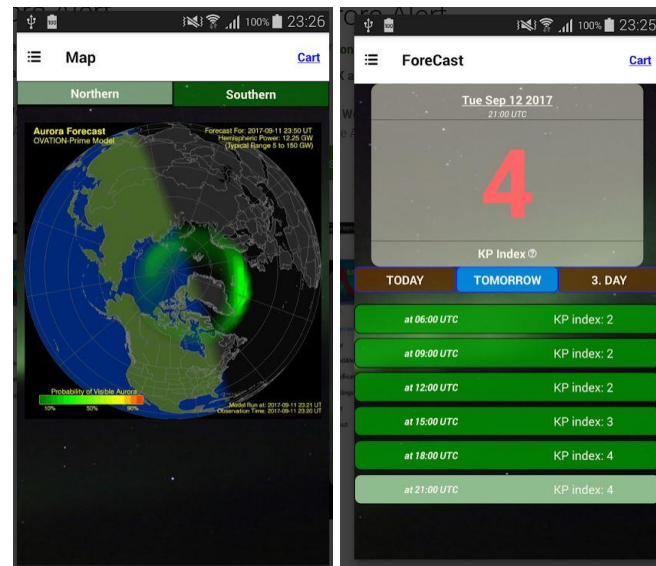 100% 23:26
Map
Cart
Northern
Southern
Aurora Forecast
OVATION-Prime Model
Forecast For: 2017-09-11 23:50 UT
Hemispheric Power: 12.25 GW
(Typical Range 5 to 150 GW)
Probability of Visible Aurora
10% 50% 90%
Model Run at: 2017-09-11 23:21 UT
Observation Time: 2017-09-11 23:20 UT
100% 23:25
ForeCast
Cart
Tue Sep 12 2017
21:00 UTC
4
KP Index
TODAY
TOMORROW
3. DAY
at 06:00 UTC KP index: 2
at 09:00 UTC KP index: 2
at 12:00 UTC KP index: 2
at 15:00 UTC KP index: 3
at 18:00 UTC KP index: 4
at 21:00 UTC KP index: 4